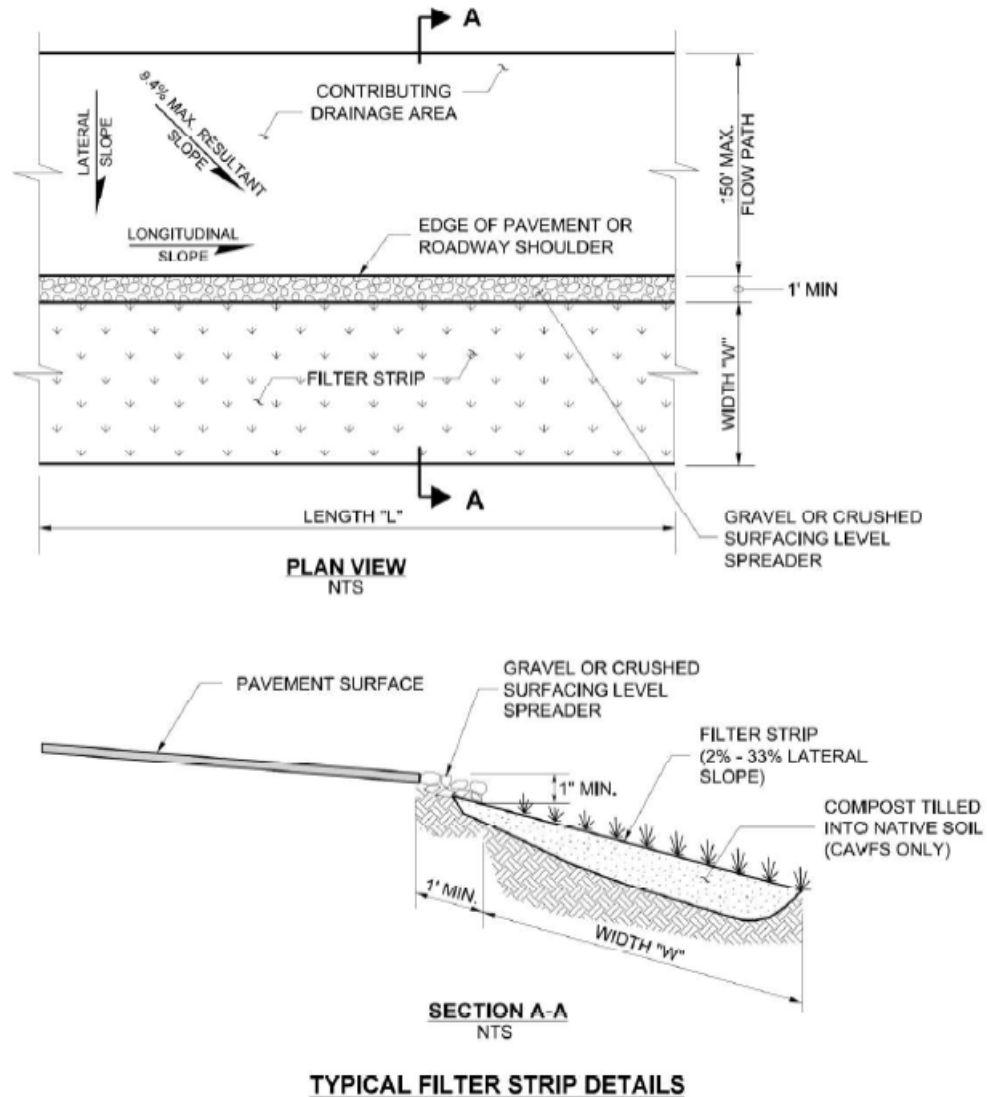 A
CONTRIBUTING
DRAINAGE AREA
LATERAL
SLOPE
9.4% MAX. RESULTANT
SLOPE
150' MAX.
FLOW PATH
LONGITUDINAL
SLOPE
EDGE OF PAVEMENT OR
ROADWAY SHOULDER
1' MIN
FILTER STRIP
WIDTH "W"
A
LENGTH "L"
GRAVEL OR CRUSHED
SURFACING LEVEL
SPREADER
PLAN VIEW
NTS
PAVEMENT SURFACE
GRAVEL OR CRUSHED
SURFACING LEVEL
SPREADER
FILTER STRIP
(2% - 33% LATERAL
SLOPE)
1" MIN.
COMPOST TILLED
INTO NATIVE SOIL
(CAVFS ONLY)
1' MIN.
WIDTH "W"
SECTION A-A
NTS
TYPICAL FILTER STRIP DETAILS